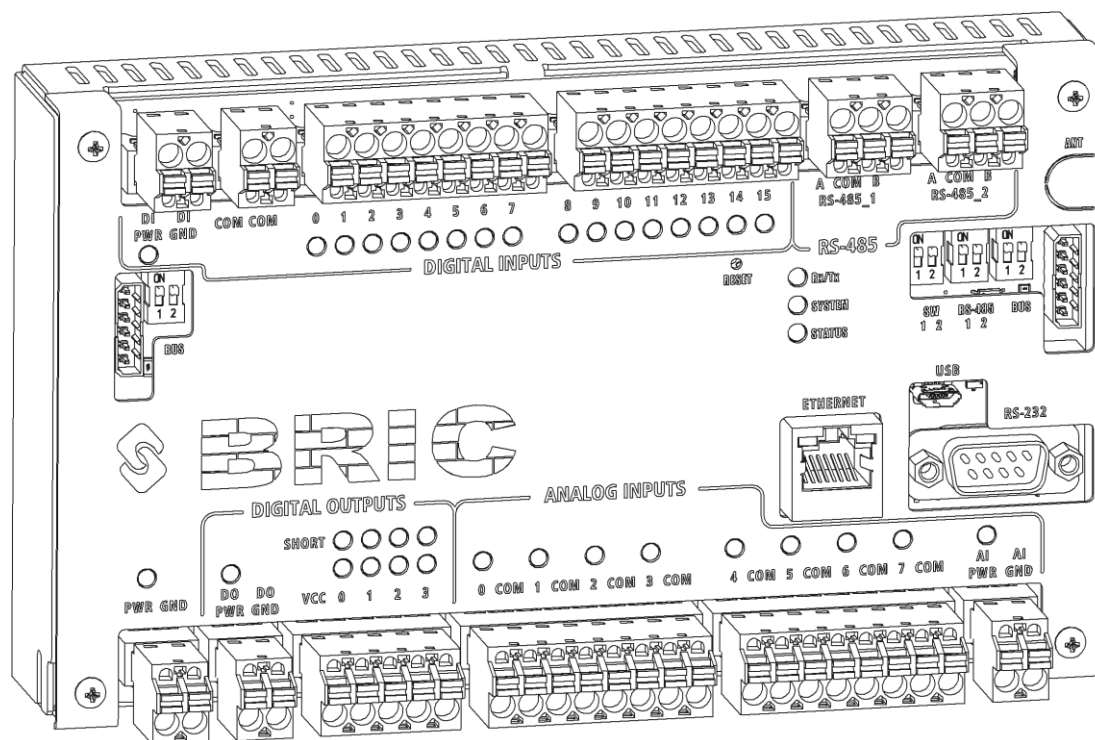 ANT
A COM B
RS-485_2
A COM B
RS-485_1
DI DI
PWR GND
COM COM
0 1 2 3 4 5 6 7
8 9 10 11 12 13 14 15
DIGITAL INPUTS
RS-485
RESET
Rx/Tx
SYSTEM
STATUS
ON
1 2
BUS
ON ON ON
1 2 1 2 1 2
SW RS-485 BUS
1 2 1 2
USB
ETHERNET
RS-232
BRIC
DIGITAL OUTPUTS
ANALOG INPUTS
SHORT
PWR GND
DO DO
PWR GND
VCC 0 1 2 3
0 COM 1 COM 2 COM 3 COM
4 COM 5 COM 6 COM 7 COM
AI AI
PWR GND